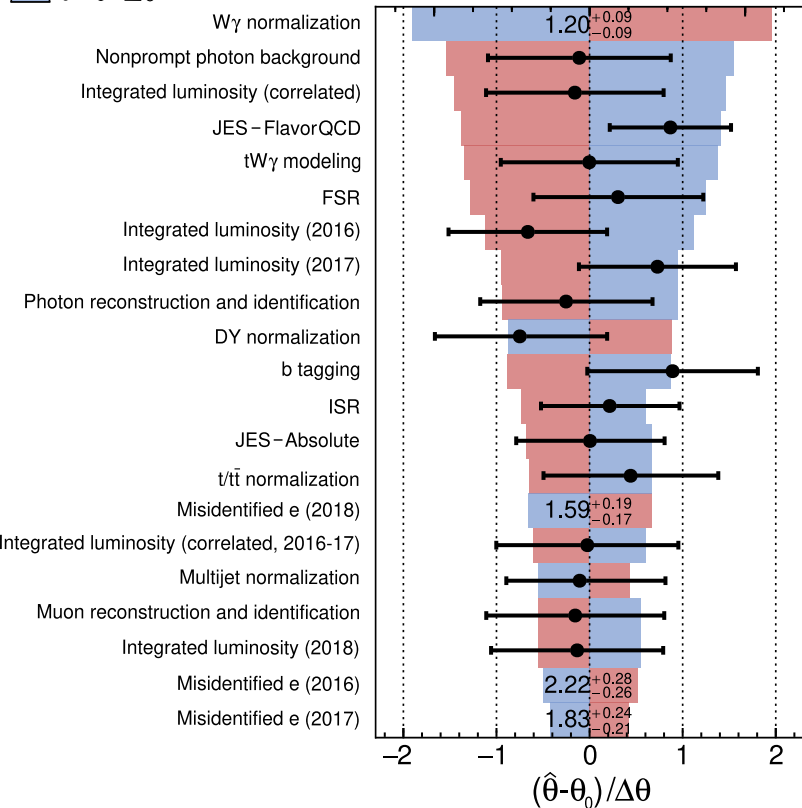 Wγ normalization 1.20 +0.09 −0.09
Nonprompt photon background
Integrated luminosity (correlated)
JES−FlavorQCD
tWγ modeling
FSR
Integrated luminosity (2016)
Integrated luminosity (2017)
Photon reconstruction and identification
DY normalization
b tagging
ISR
JES−Absolute
t/tt̄ normalization
Misidentified e (2018) 1.59 +0.19 −0.17
Integrated luminosity (correlated, 2016-17)
Multijet normalization
Muon reconstruction and identification
Integrated luminosity (2018)
Misidentified e (2016) 2.22 +0.28 −0.26
Misidentified e (2017) 1.83 +0.24 −0.21
−2 −1 0 1 2
(θ̂-θ₀)/Δθ